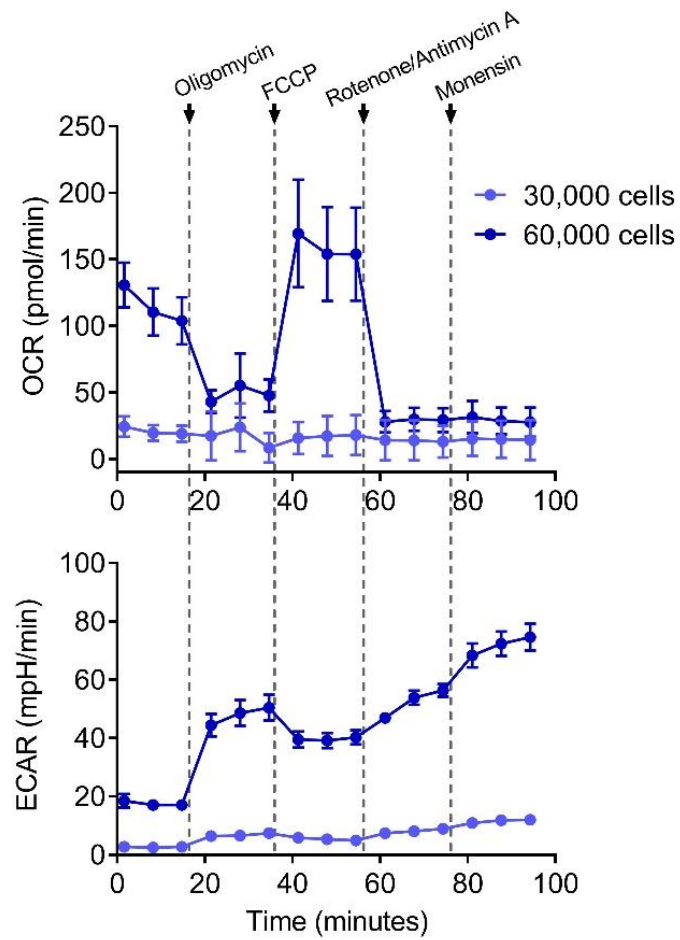 Oligomycin
FCCP
Rotenone/Antimycin A
Monensin
250
200
150
100
50
0
OCR (pmol/min)
30,000 cells
60,000 cells
0 20 40 60 80 100
100
80
60
40
20
0
ECAR (mpH/min)
0 20 40 60 80 100
Time (minutes)